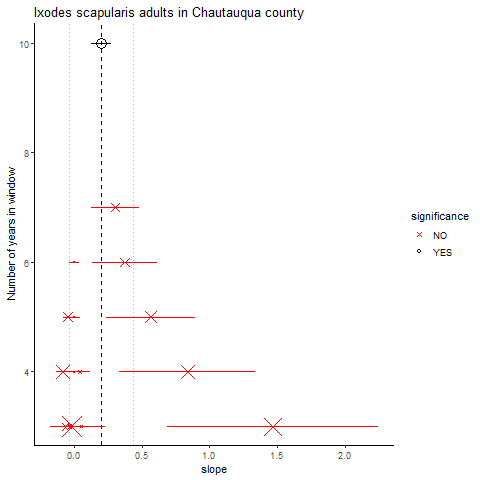 Ixodes scapularis adults in Chautauqua county
10
8
6
4
Number of years in window
0.0 0.5 1.0 1.5 2.0
slope
significance
NO
YES